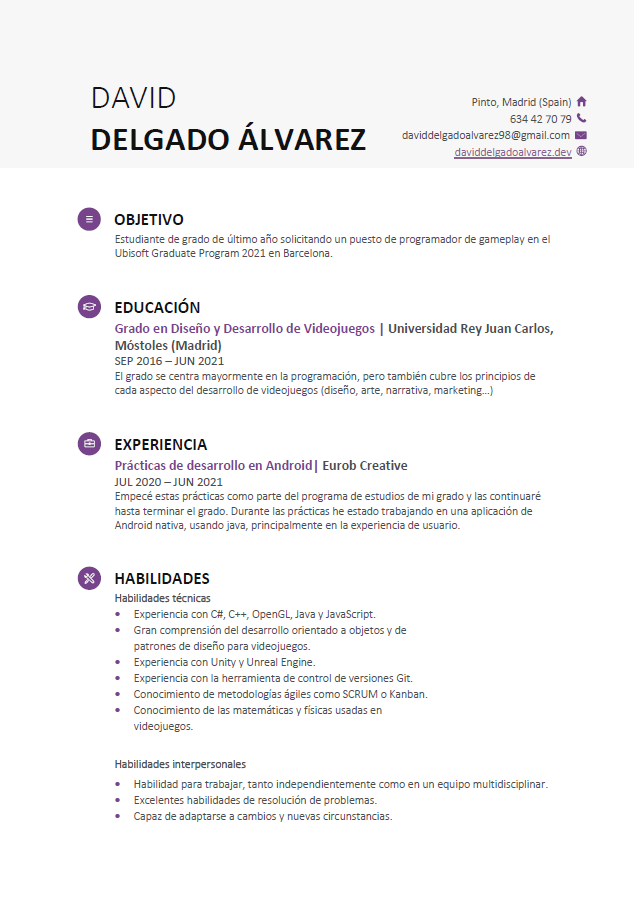 DAVID
DELGADO ÁLVAREZ
Pinto, Madrid (Spain)
634 42 70 79
daviddelgadoalvarez98@gmail.com
daviddelgadoalvarez.dev
OBJETIVO
Estudiante de grado de último año solicitando un puesto de programador de gameplay en el
Ubisoft Graduate Program 2021 en Barcelona.
EDUCACIÓN
Grado en Diseño y Desarrollo de Videojuegos | Universidad Rey Juan Carlos,
Móstoles (Madrid)
SEP 2016 – JUN 2021
El grado se centra mayormente en la programación, pero también cubre los principios de
cada aspecto del desarrollo de videojuegos (diseño, arte, narrativa, marketing…)
EXPERIENCIA
Prácticas de desarrollo en Android| Eurob Creative
JUL 2020 – JUN 2021
Empecé estas prácticas como parte del programa de estudios de mi grado y las continuaré
hasta terminar el grado. Durante las prácticas he estado trabajando en una aplicación de
Android nativa, usando java, principalmente en la experiencia de usuario.
HABILIDADES
Habilidades técnicas
• Experiencia con C#, C++, OpenGL, Java y JavaScript.
• Gran comprensión del desarrollo orientado a objetos y de
patrones de diseño para videojuegos.
• Experiencia con Unity y Unreal Engine.
• Experiencia con la herramienta de control de versiones Git.
• Conocimiento de metodologías ágiles como SCRUM o Kanban.
• Conocimiento de las matemáticas y físicas usadas en
videojuegos.
Habilidades interpersonales
• Habilidad para trabajar, tanto independientemente como en un equipo multidisciplinar.
• Excelentes habilidades de resolución de problemas.
• Capaz de adaptarse a cambios y nuevas circunstancias.